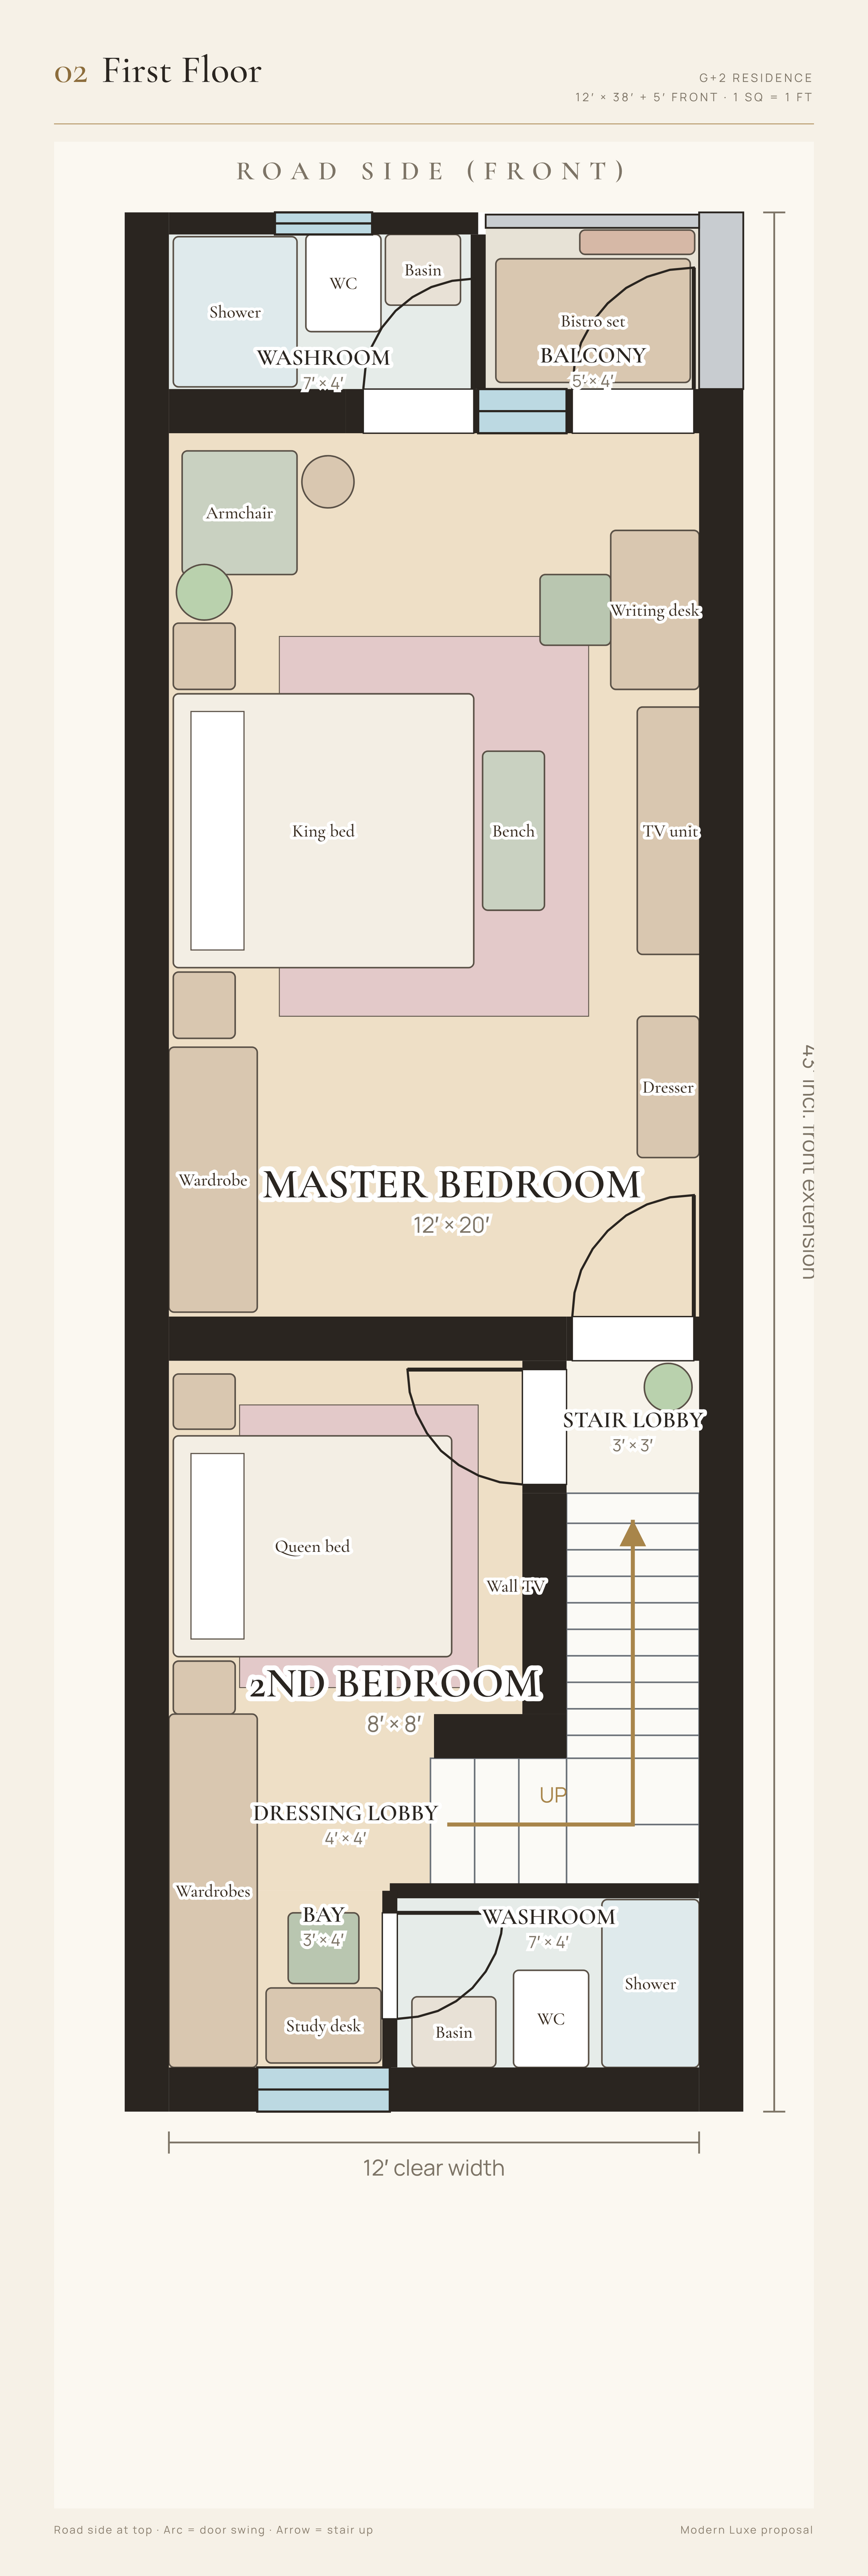 02 First Floor
G+2 RESIDENCE
12′ × 38′ + 5′ FRONT · 1 SQ = 1 FT
ROAD SIDE (FRONT)
Shower
WC
Basin
WASHROOM
7′ × 4′
Bistro set
BALCONY
5′ × 4′
Armchair
Writing desk
King bed
Bench
TV unit
Dresser
45′ incl. front extension
Wardrobe
MASTER BEDROOM
12′ × 20′
STAIR LOBBY
3′ × 3′
Queen bed
Wall TV
2ND BEDROOM
8′ × 8′
UP
DRESSING LOBBY
4′ × 4′
Wardrobes
BAY
3′ × 4′
Study desk
WASHROOM
7′ × 4′
Shower
WC
Basin
12′ clear width
Road side at top · Arc = door swing · Arrow = stair up
Modern Luxe proposal